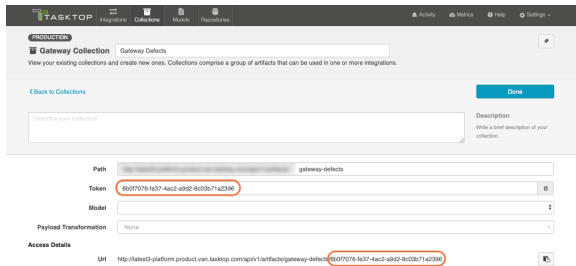 TASKTOP
Integrations Collections Models Repositories
Activity Metrics Help Settings
PRODUCTION
Gateway Collection Gateway Defects
View your existing collections and create new ones. Collections comprise a group of artifacts that can be used in one or more integrations.
Back to Collections
Done
Describe your collection
Description
Write a brief description of your
collection.
Path gateway-defects
Token 6b0f7076-fe37-4ac2-a9d2-8c03b71a2396
Model
Payload Transformation None
Access Details
Url http://latest3-platform.product.van.tasktop.com/api/v1/artifacts/gateway-defects/6b0f7076-fe37-4ac2-a9d2-8c03b71a2396